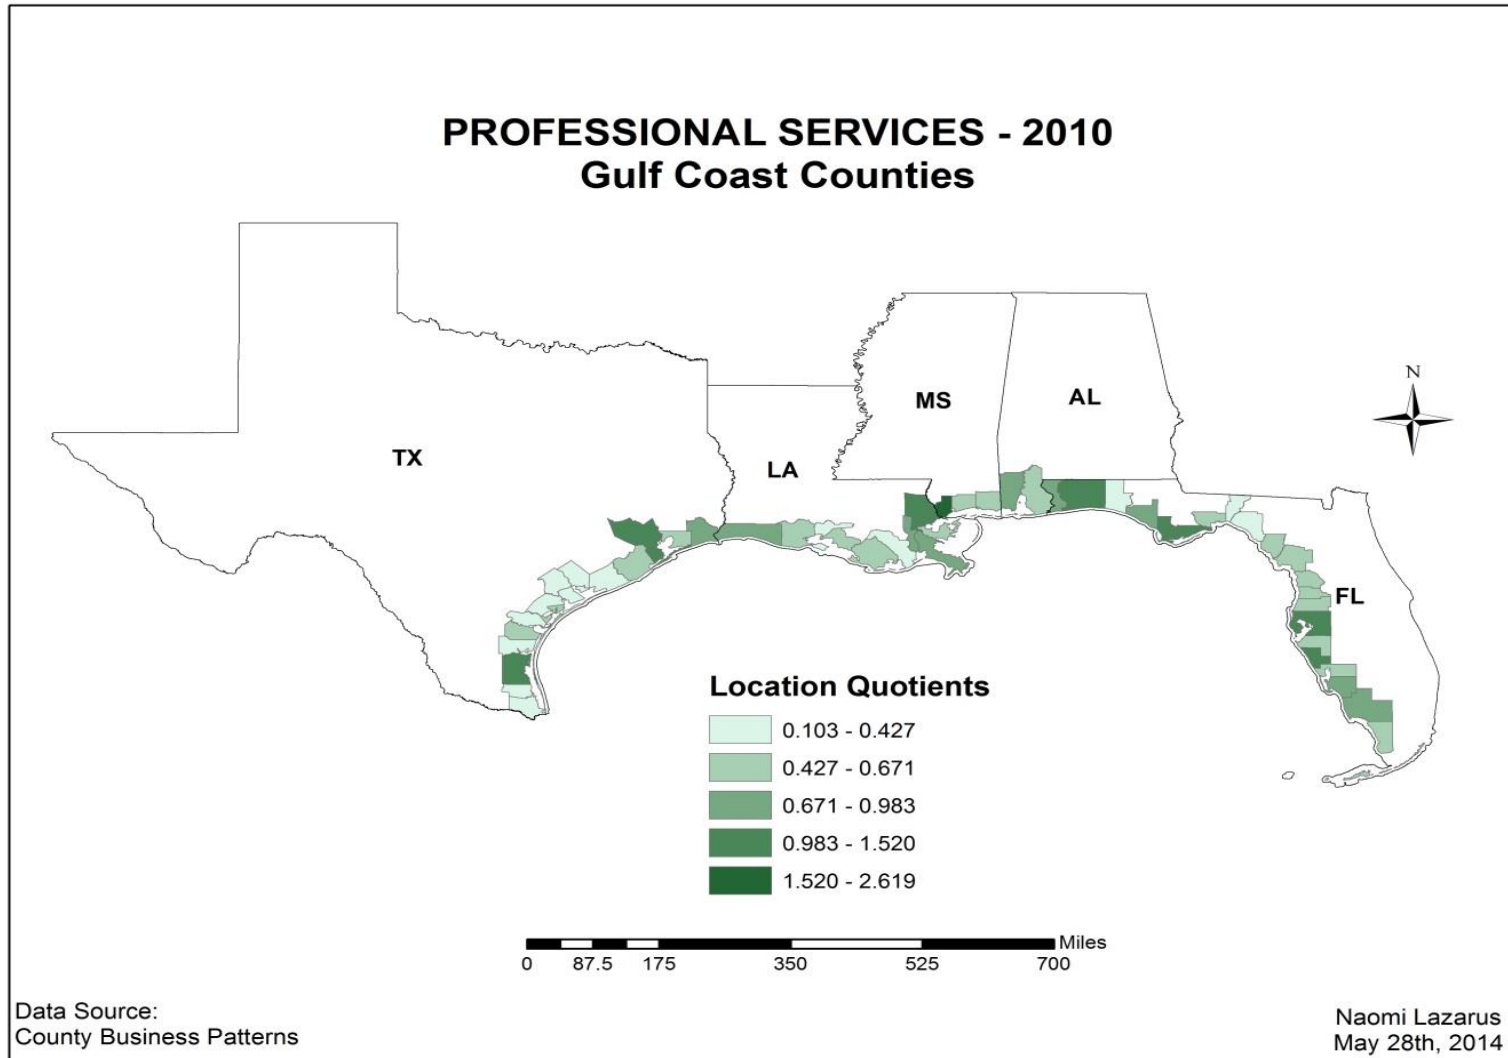 PROFESSIONAL SERVICES - 2010
Gulf Coast Counties
N
TX
LA
MS
AL
FL
Location Quotients
0.103 - 0.427
0.427 - 0.671
0.671 - 0.983
0.983 - 1.520
1.520 - 2.619
Miles
0 87.5 175 350 525 700
Data Source:
County Business Patterns
Naomi Lazarus
May 28th, 2014